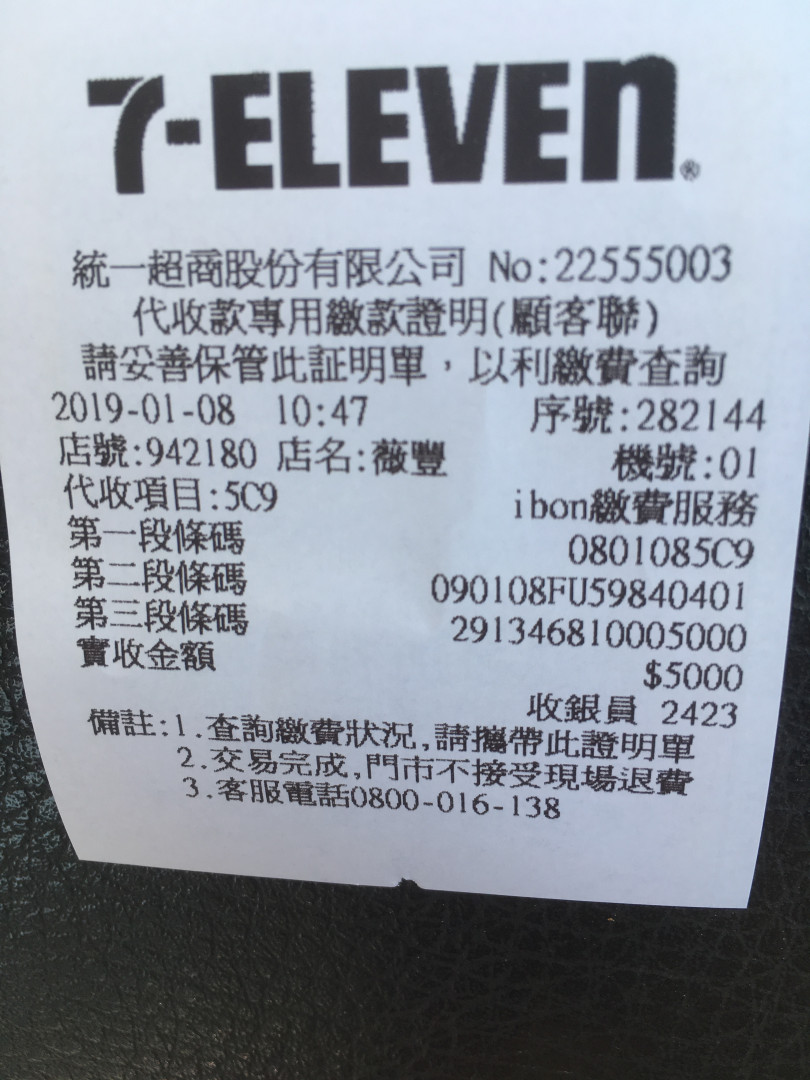 7-ELEVEn®
統一超商股份有限公司 No:22555003
代收款專用繳款證明(顧客聯)
請妥善保管此証明單，以利繳費查詢
2019-01-08 10:47 序號:282144
店號:942180 店名:薇豐 機號:01
代收項目:5C9 ibon繳費服務
第一段條碼 0801085C9
第二段條碼 090108FU59840401
第三段條碼 291346810005000
實收金額 $5000
收銀員 2423
備註:1.查詢繳費狀況,請攜帶此證明單
2.交易完成,門市不接受現場退費
3.客服電話0800-016-138